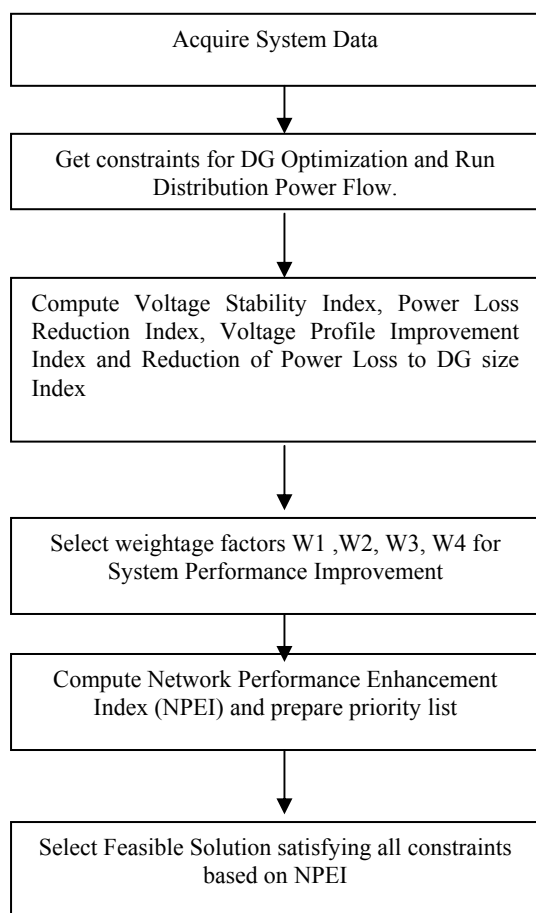 Acquire System Data
Get constraints for DG Optimization and Run
Distribution Power Flow.
Compute Voltage Stability Index, Power Loss
Reduction Index, Voltage Profile Improvement
Index and Reduction of Power Loss to DG size
Index
Select weightage factors W1 ,W2, W3, W4 for
System Performance Improvement
Compute Network Performance Enhancement
Index (NPEI) and prepare priority list
Select Feasible Solution satisfying all constraints
based on NPEI